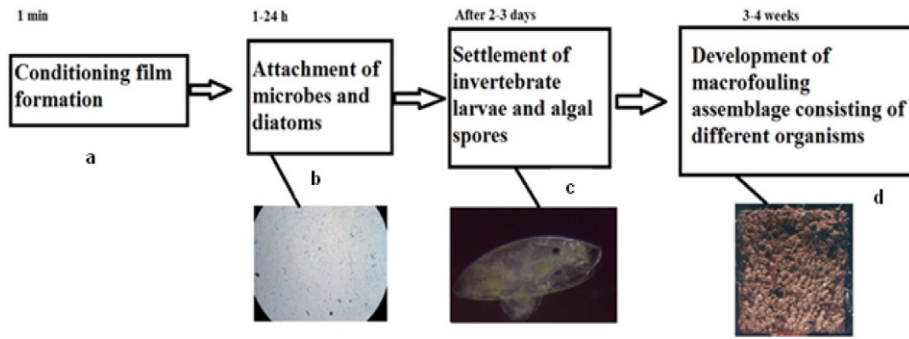 1 min
1-24 h
After 2-3 days
3-4 weeks
Conditioning film
formation
Attachment of
microbes and
diatoms
Settlement of
invertebrate
larvae and algal
spores
Development of
macrofouling
assemblage consisting of
different organisms
a
b
c
d